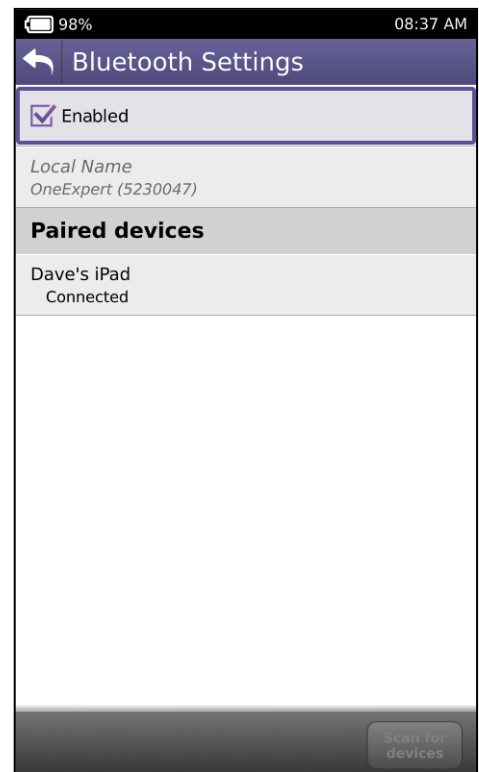 98%
08:37 AM
Bluetooth Settings
Enabled
Local Name
OneExpert (5230047)
Paired devices
Dave's iPad
Connected
Scan for
devices